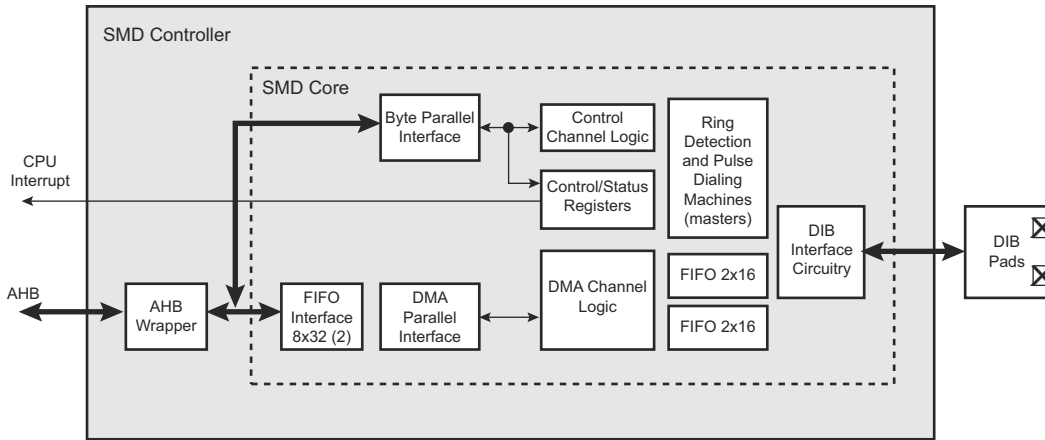 SMD Controller
SMD Core
Byte Parallel
Interface
Control
Channel Logic
Ring
Detection
and Pulse
Dialing
Machines
(masters)
CPU
Interrupt
Control/Status
Registers
DIB
Interface
Circuitry
DIB
Pads
AHB
AHB
Wrapper
FIFO
Interface
8x32 (2)
DMA
Parallel
Interface
DMA Channel
Logic
FIFO 2x16
FIFO 2x16